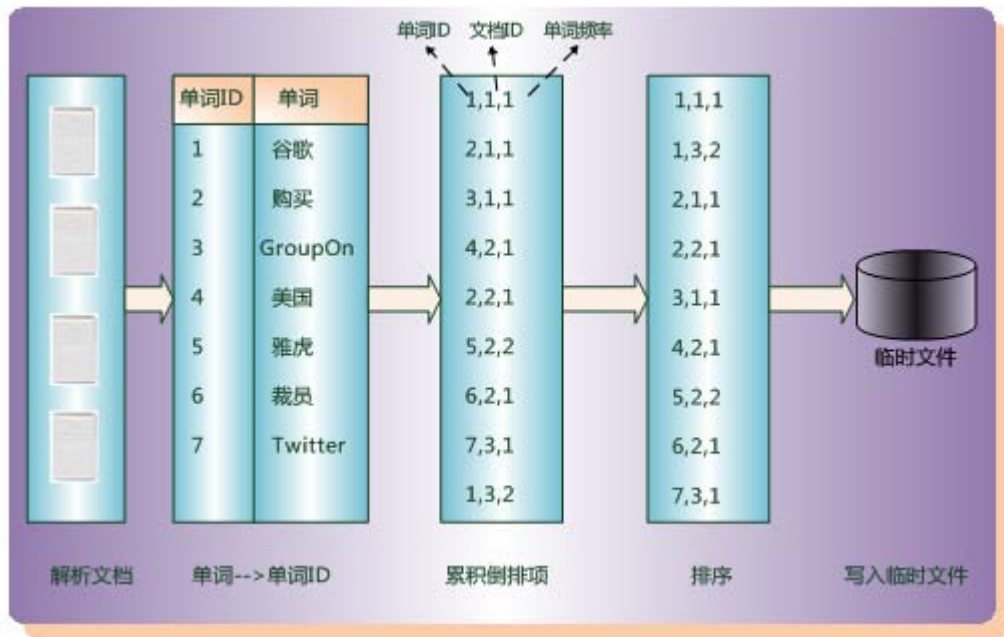 单词ID 文档ID 单词频率
单词ID 单词
1 谷歌
2 购买
3 GroupOn
4 美国
5 雅虎
6 裁员
7 Twitter
1,1,1
2,1,1
3,1,1
4,2,1
2,2,1
5,2,2
6,2,1
7,3,1
1,3,2
1,1,1
1,3,2
2,1,1
2,2,1
3,1,1
4,2,1
5,2,2
6,2,1
7,3,1
临时文件
解析文档 单词-->单词ID 累积倒排项 排序 写入临时文件